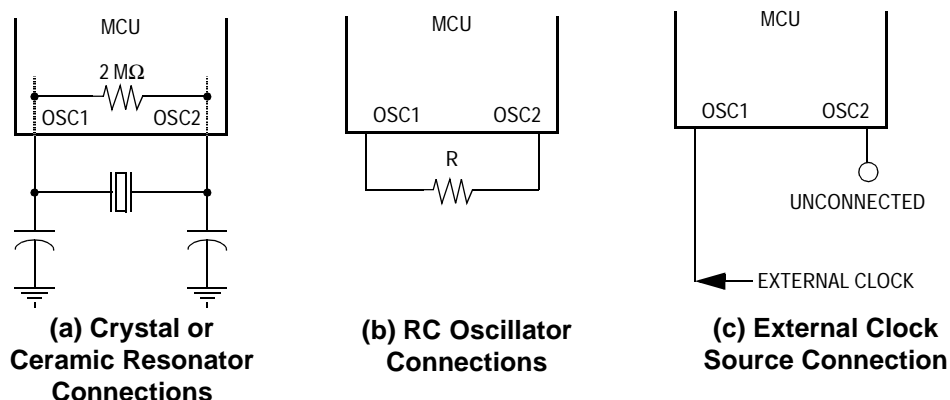 MCU
2 MΩ
OSC1 OSC2
(a) Crystal or
Ceramic Resonator
Connections
MCU
OSC1 OSC2
R
(b) RC Oscillator
Connections
MCU
OSC1 OSC2
UNCONNECTED
EXTERNAL CLOCK
(c) External Clock
Source Connection